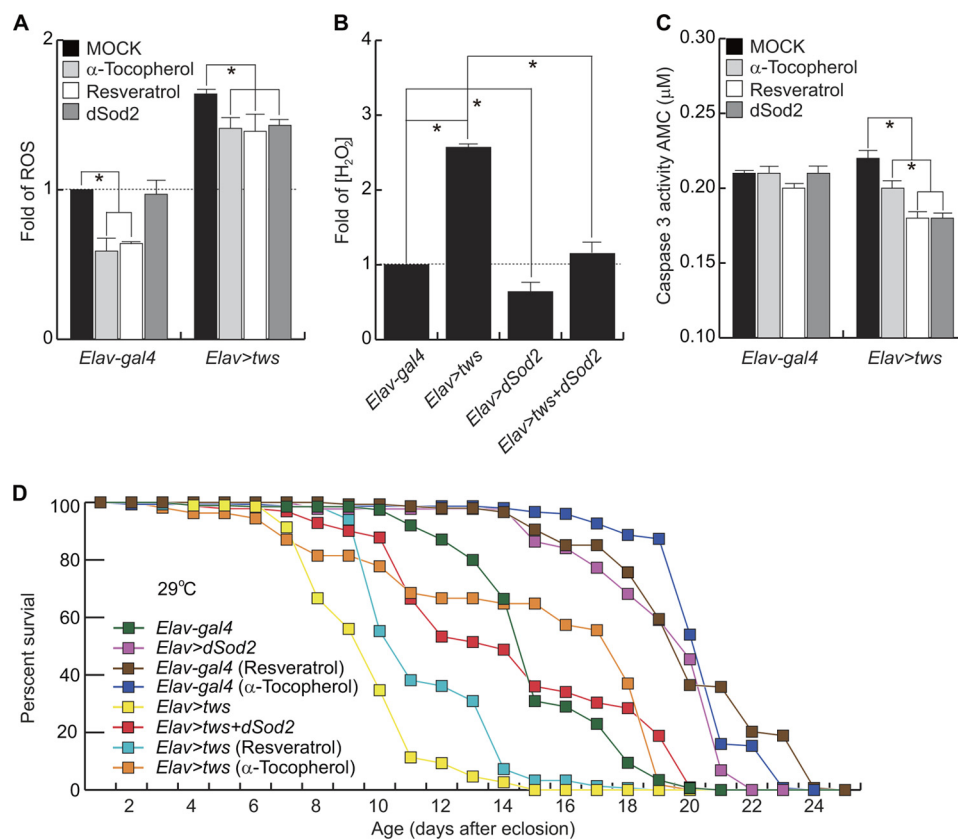 A
2
1
0
Fold of ROS
MOCK
α-Tocopherol
Resveratrol
dSod2
*
*
Elav-gal4
Elav>tws
B
4
2
1
0
Fold of [H₂O₂]
*
*
*
Elav-gal4
Elav>tws
Elav>dSod2
Elav>tws+dSod2
C
0.30
0.25
0.20
0.15
0.10
Caspase 3 activity AMC (μM)
MOCK
α-Tocopherol
Resveratrol
dSod2
*
*
Elav-gal4
Elav>tws
D
100
80
60
40
20
0
Perscent survival
29°C
Elav-gal4
Elav>dSod2
Elav-gal4 (Resveratrol)
Elav-gal4 (α-Tocopherol)
Elav>tws
Elav>tws+dSod2
Elav>tws (Resveratrol)
Elav>tws (α-Tocopherol)
2 4 6 8 10 12 14 16 18 20 22 24
Age (days after eclosion)